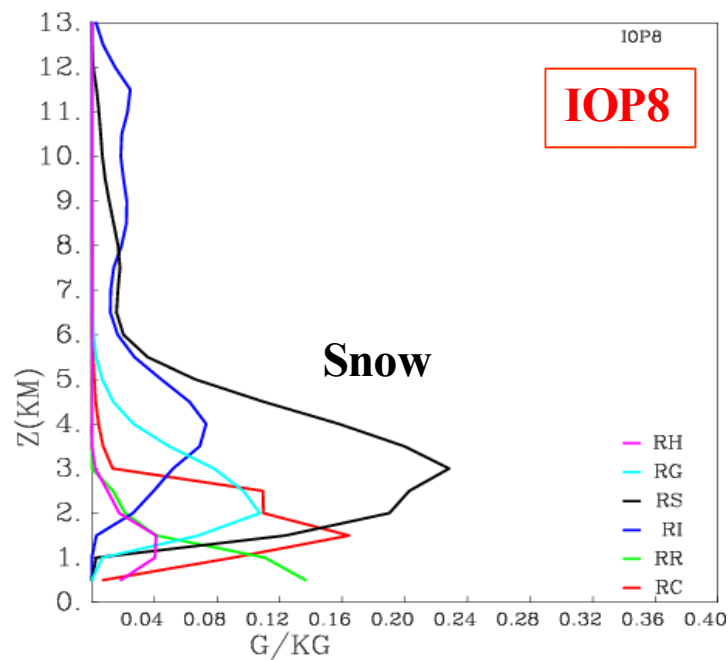 13.
IOP8
12.
IOP8
11.
10.
9.
8.
7.
6.
Snow
5.
Z(KM)
4.
RH
3.
RG
RS
2.
RI
1.
RR
RC
0.
0.04 0.08 0.12 0.16 0.20 0.24 0.28 0.32 0.36 0.40
G/KG